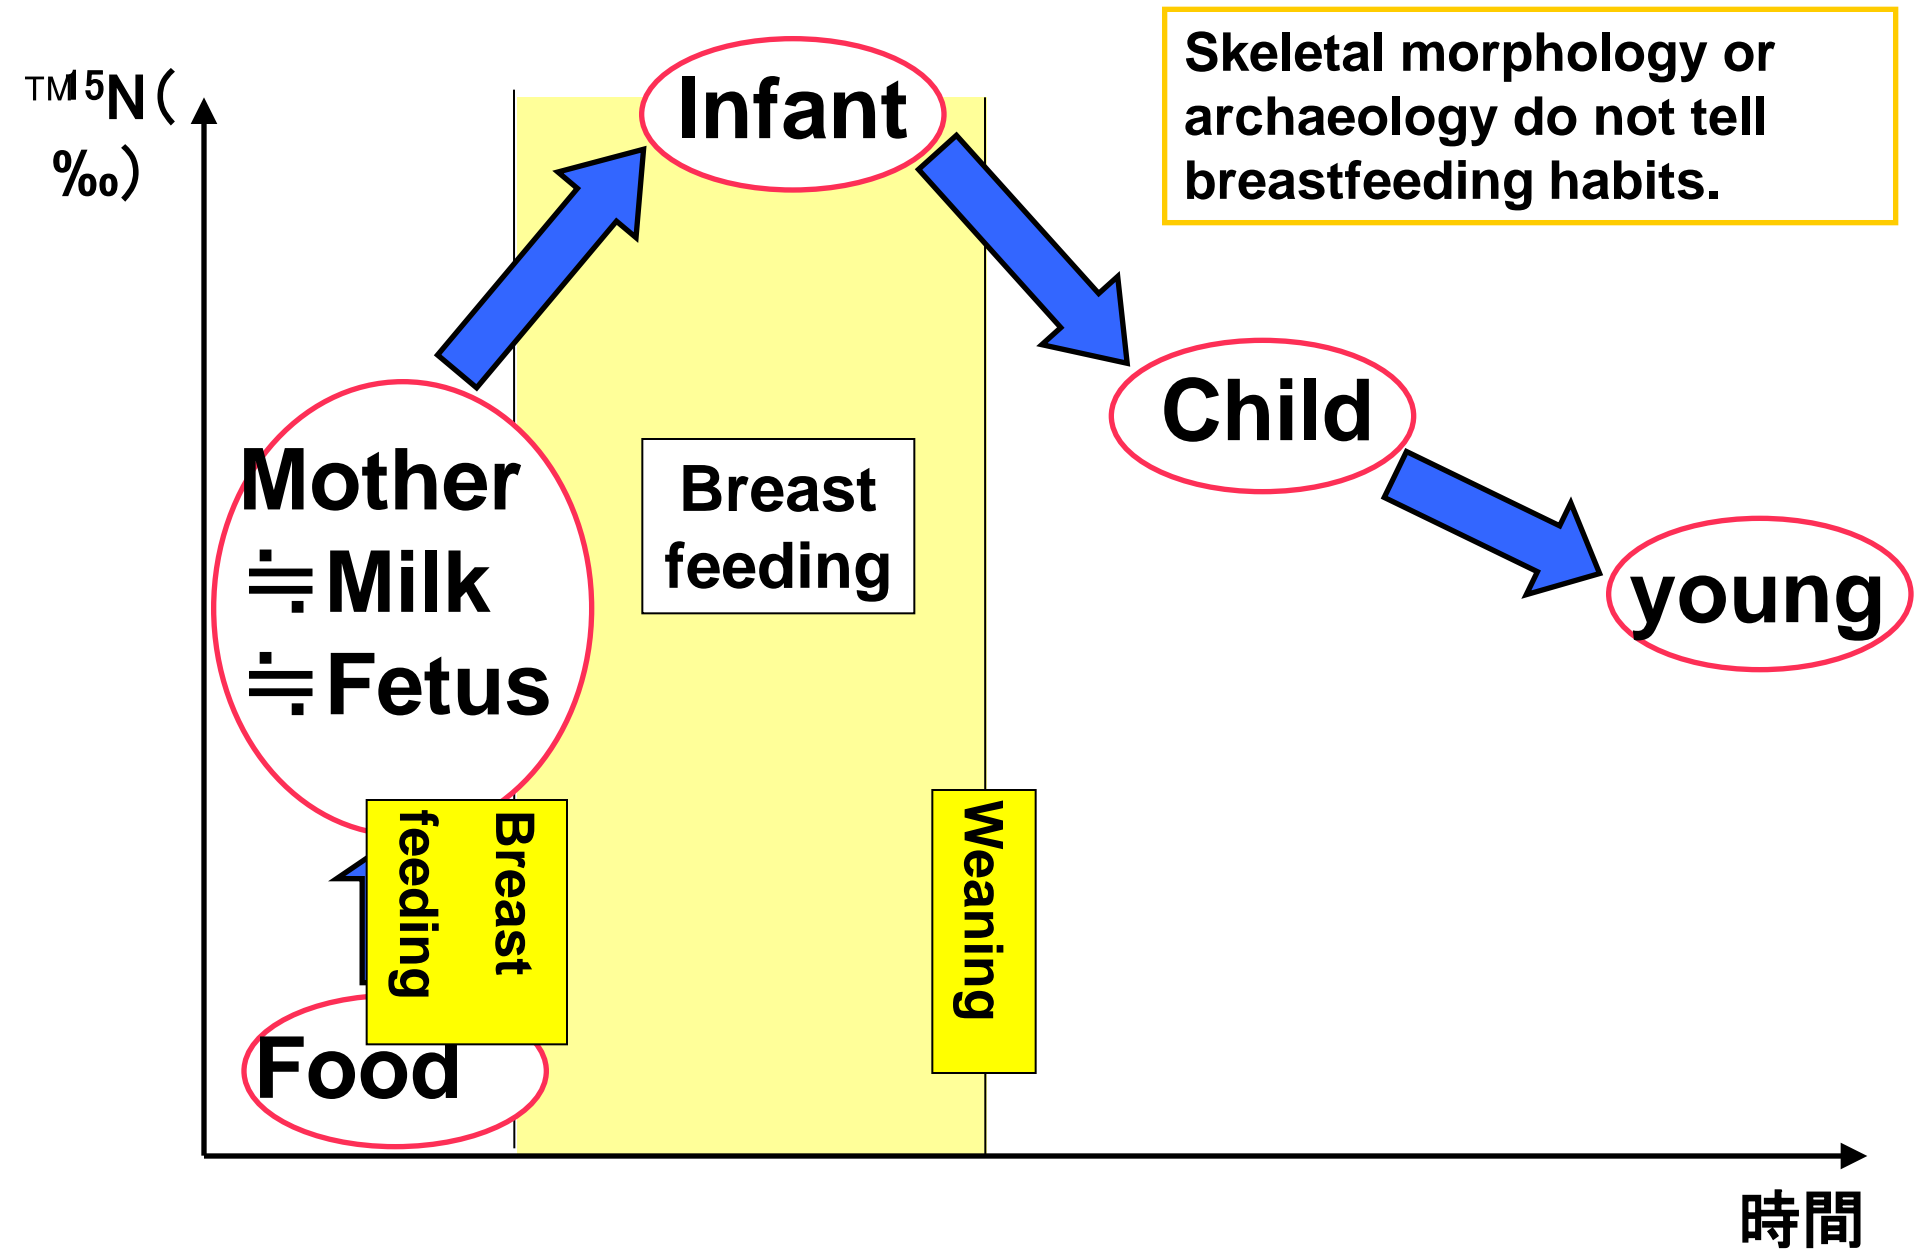 ™15N(
‰)
Infant
Skeletal morphology or
archaeology do not tell
breastfeeding habits.
Child
Mother
≒Milk
≒Fetus
Breast
feeding
young
Breast
feeding
Weaning
Food
時間